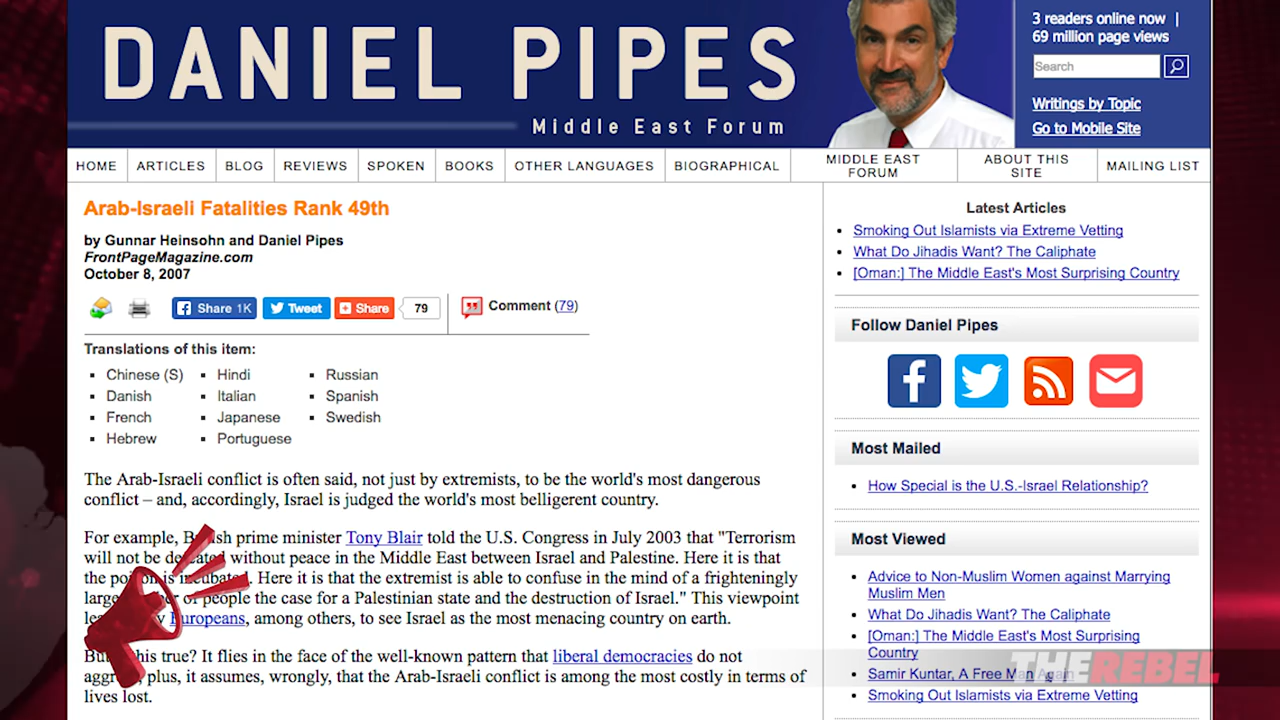 DANIEL PIPES
Middle East Forum
3 readers online now |
69 million page views
Search
Writings by Topic
Go to Mobile Site
HOME
ARTICLES
BLOG
REVIEWS
SPOKEN
BOOKS
OTHER LANGUAGES
BIOGRAPHICAL
MIDDLE EAST
FORUM
ABOUT THIS
SITE
MAILING LIST
Arab-Israeli Fatalities Rank 49th
by Gunnar Heinsohn and Daniel Pipes
FrontPageMagazine.com
October 8, 2007
Share 1K
Tweet
Share
79
Comment (79)
Translations of this item:
Chinese (S)
Danish
French
Hebrew
Hindi
Italian
Japanese
Portuguese
Russian
Spanish
Swedish
The Arab-Israeli conflict is often said, not just by extremists, to be the world's most dangerous
conflict – and, accordingly, Israel is judged the world's most belligerent country.
For example, British prime minister Tony Blair told the U.S. Congress in July 2003 that "Terrorism
will not be defeated without peace in the Middle East between Israel and Palestine. Here it is that
the poison is incubated. Here it is that the extremist is able to confuse in the mind of a frighteningly
large of people the case for a Palestinian state and the destruction of Israel." This viewpoint
Europeans, among others, to see Israel as the most menacing country on earth.
But this true? It flies in the face of the well-known pattern that liberal democracies do not
plus, it assumes, wrongly, that the Arab-Israeli conflict is among the most costly in terms of
lives lost.
Latest Articles
Smoking Out Islamists via Extreme Vetting
What Do Jihadis Want? The Caliphate
[Oman:] The Middle East's Most Surprising Country
Follow Daniel Pipes
Most Mailed
How Special is the U.S.-Israel Relationship?
Most Viewed
Advice to Non-Muslim Women against Marrying
Muslim Men
What Do Jihadis Want? The Caliphate
[Oman:] The Middle East's Most Surprising
Country
Samir Kuntar, A Free Man Again
Smoking Out Islamists via Extreme Vetting
THE REBEL